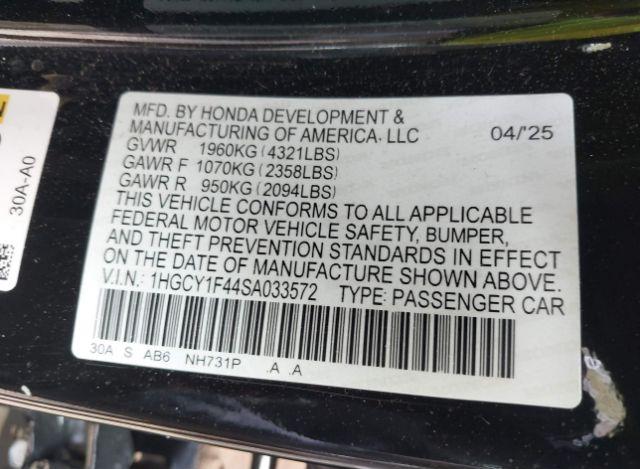 MFD. BY HONDA DEVELOPMENT &
MANUFACTURING OF AMERICA, LLC 04/'25
GVWR 1960KG (4321LBS)
GAWR F 1070KG (2358LBS)
GAWR R 950KG (2094LBS)
THIS VEHICLE CONFORMS TO ALL APPLICABLE
FEDERAL MOTOR VEHICLE SAFETY, BUMPER,
AND THEFT PREVENTION STANDARDS IN EFFECT
ON THE DATE OF MANUFACTURE SHOWN ABOVE.
V.I.N.: 1HGCY1F44SA033572 TYPE: PASSENGER CAR
30A S AB6 NH731P .A .A
30A-A0